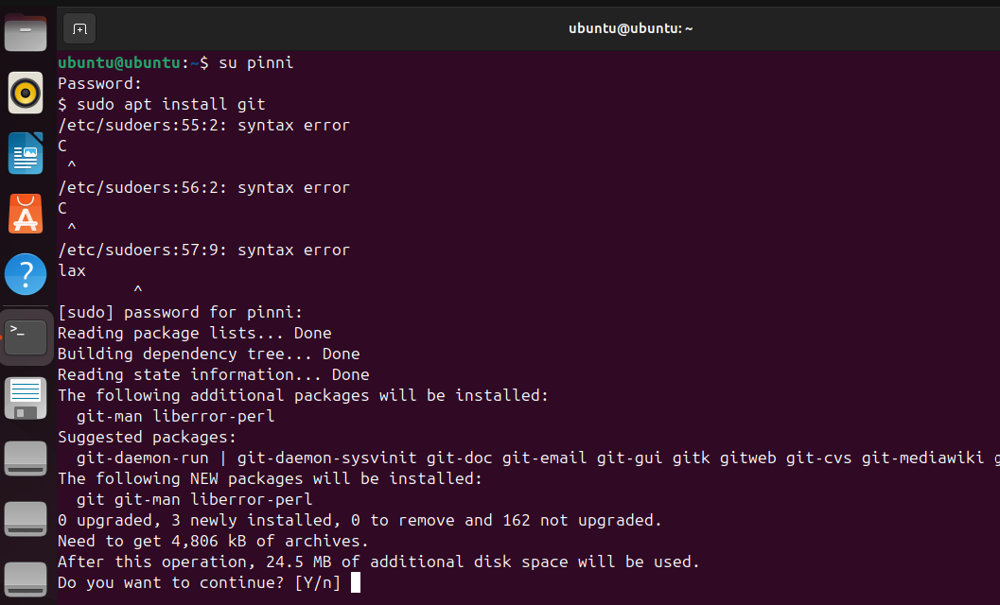 ubuntu@ubuntu: ~
ubuntu@ubuntu:~$ su pinni
Password:
$ sudo apt install git
/etc/sudoers:55:2: syntax error
C
 ^
/etc/sudoers:56:2: syntax error
C
 ^
/etc/sudoers:57:9: syntax error
lax
        ^
[sudo] password for pinni:
Reading package lists... Done
Building dependency tree... Done
Reading state information... Done
The following additional packages will be installed:
  git-man liberror-perl
Suggested packages:
  git-daemon-run | git-daemon-sysvinit git-doc git-email git-gui gitk gitweb git-cvs git-mediawiki
The following NEW packages will be installed:
  git git-man liberror-perl
0 upgraded, 3 newly installed, 0 to remove and 162 not upgraded.
Need to get 4,806 kB of archives.
After this operation, 24.5 MB of additional disk space will be used.
Do you want to continue? [Y/n]